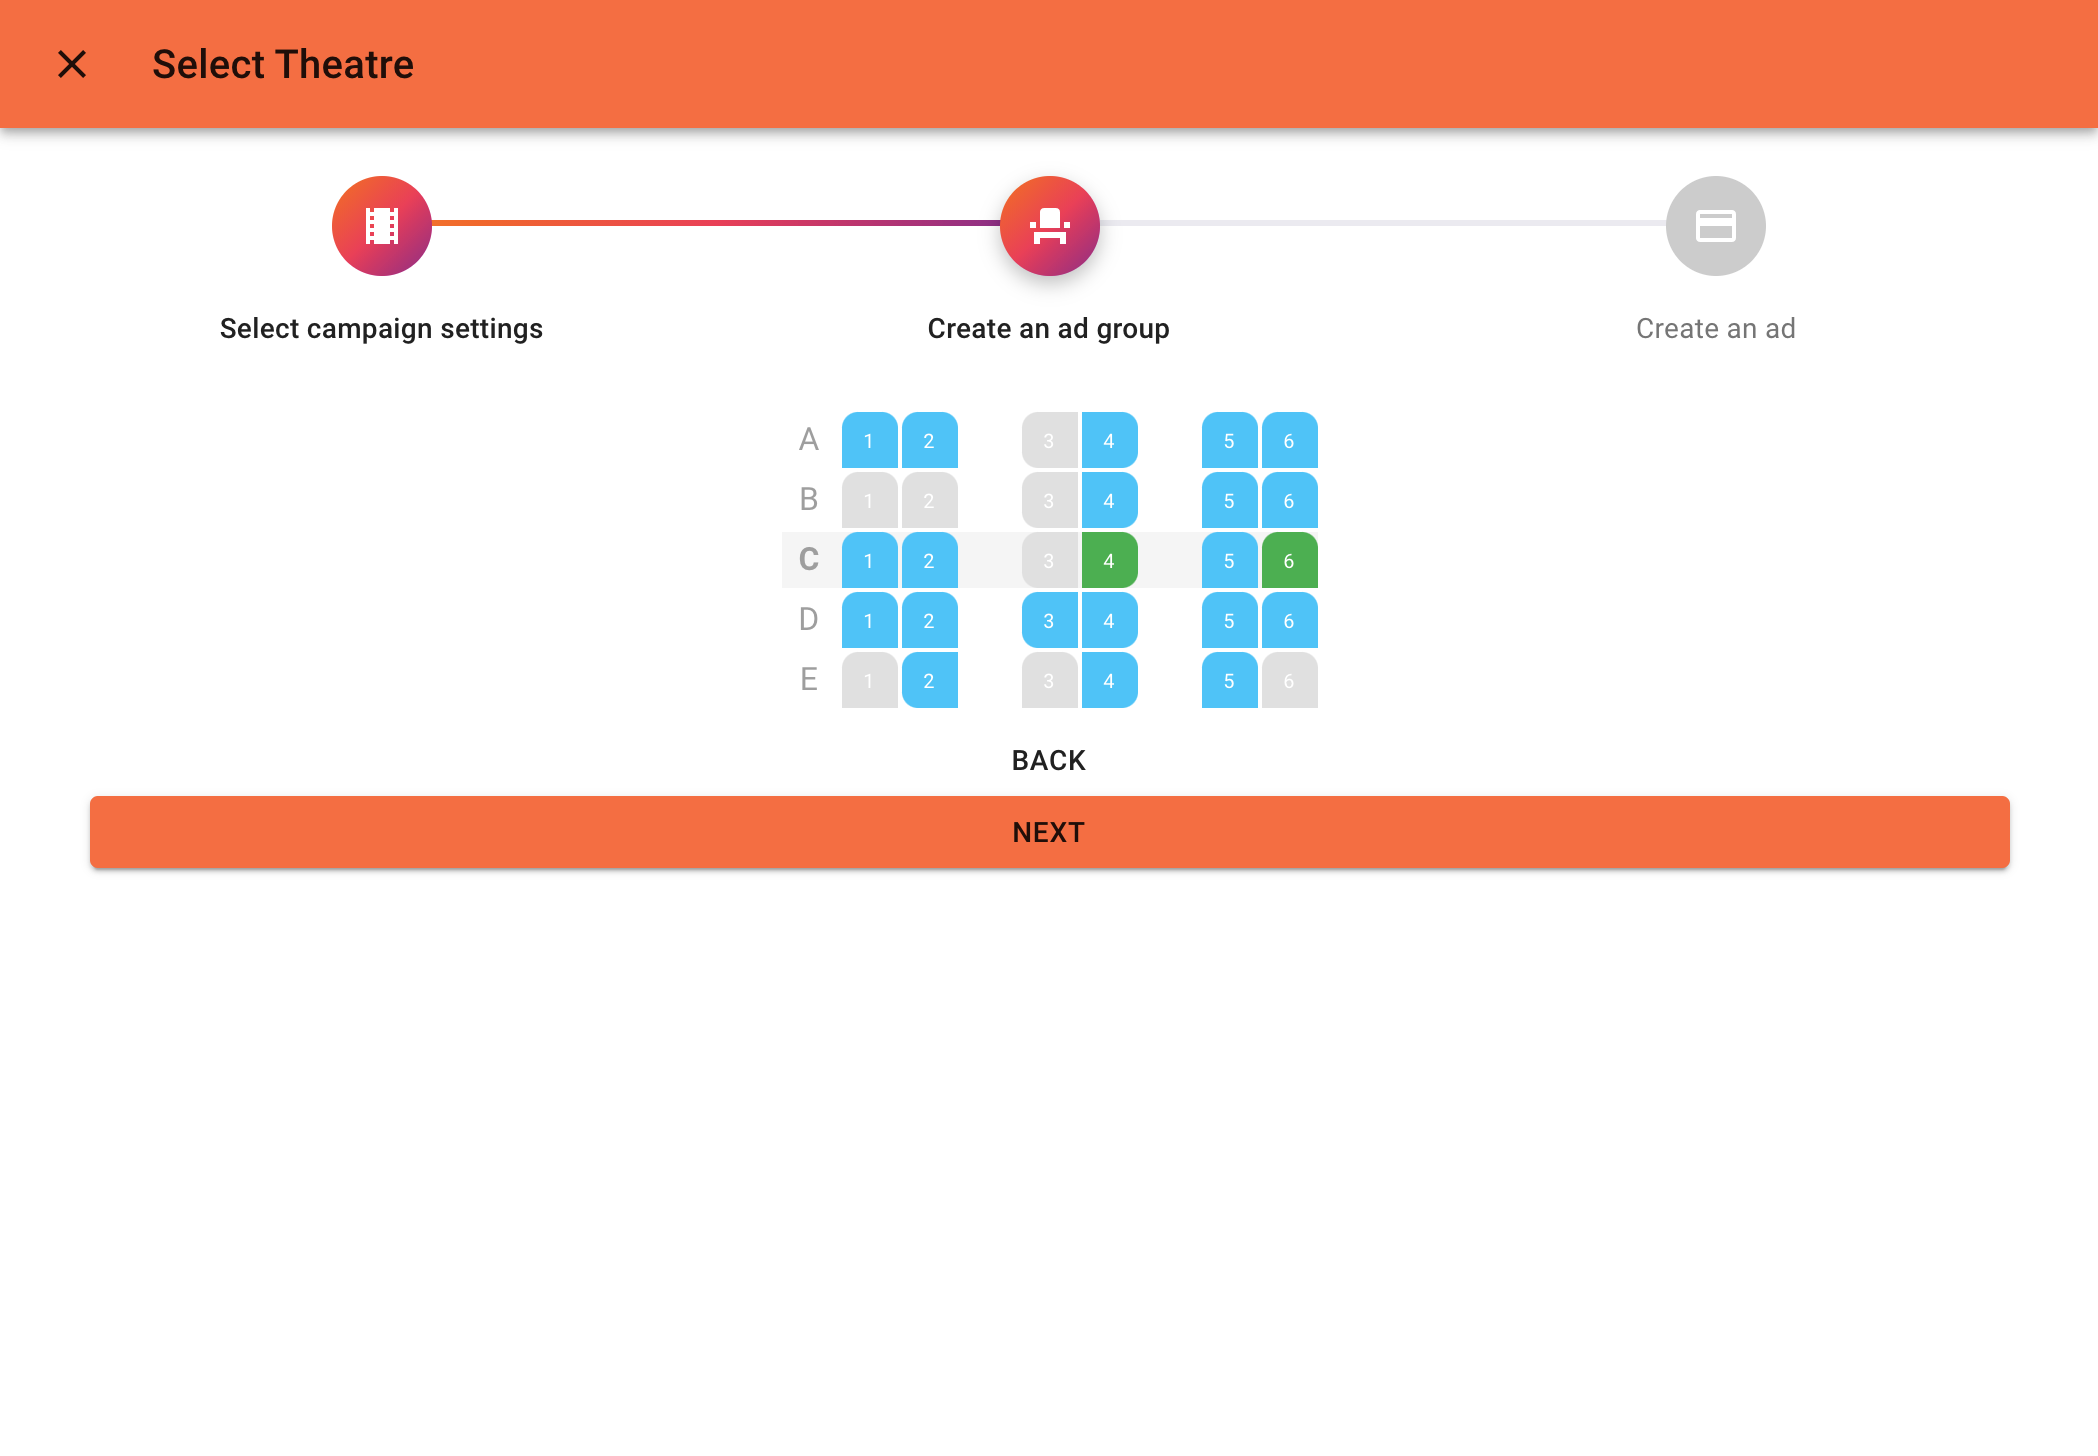 Select Theatre
Select campaign settings
Create an ad group
Create an ad
A 1 2 3 4 5 6
B 1 2 3 4 5 6
C 1 2 3 4 5 6
D 1 2 3 4 5 6
E 1 2 3 4 5 6
BACK
NEXT